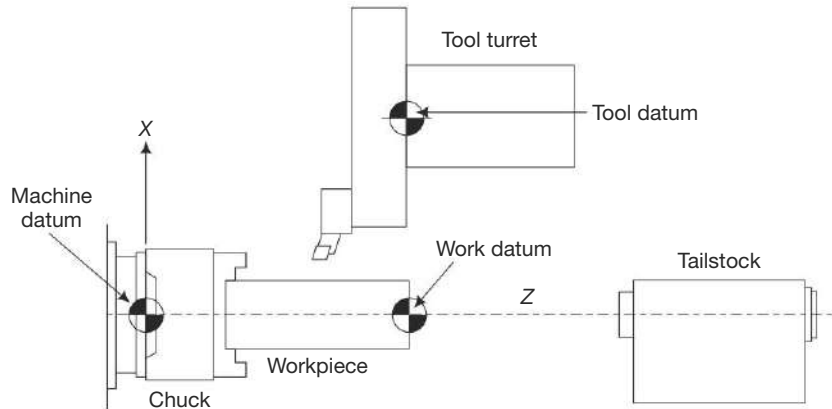 Tool turret
Tool datum
X
Machine
datum
Work datum
Tailstock
Z
Workpiece
Chuck